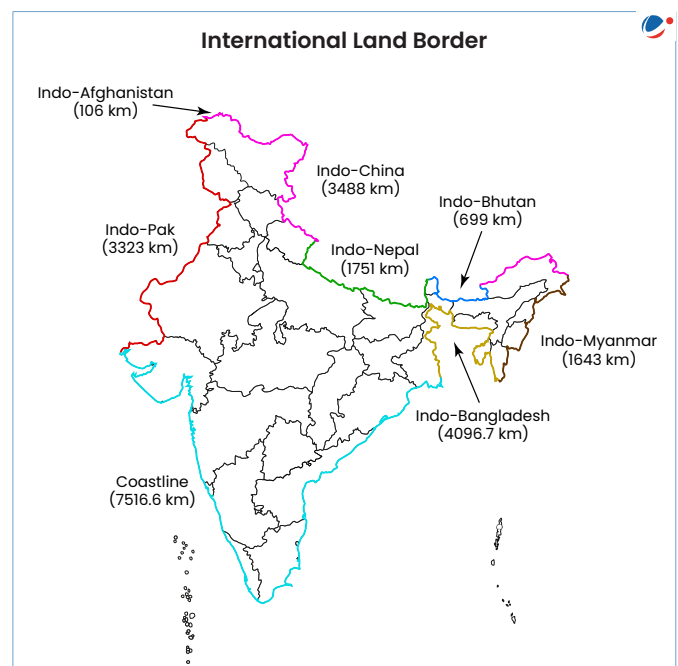 International Land Border
Indo-Afghanistan
(106 km)
Indo-China
(3488 km)
Indo-Bhutan
(699 km)
Indo-Pak
(3323 km)
Indo-Nepal
(1751 km)
Indo-Myanmar
(1643 km)
Indo-Bangladesh
(4096.7 km)
Coastline
(7516.6 km)